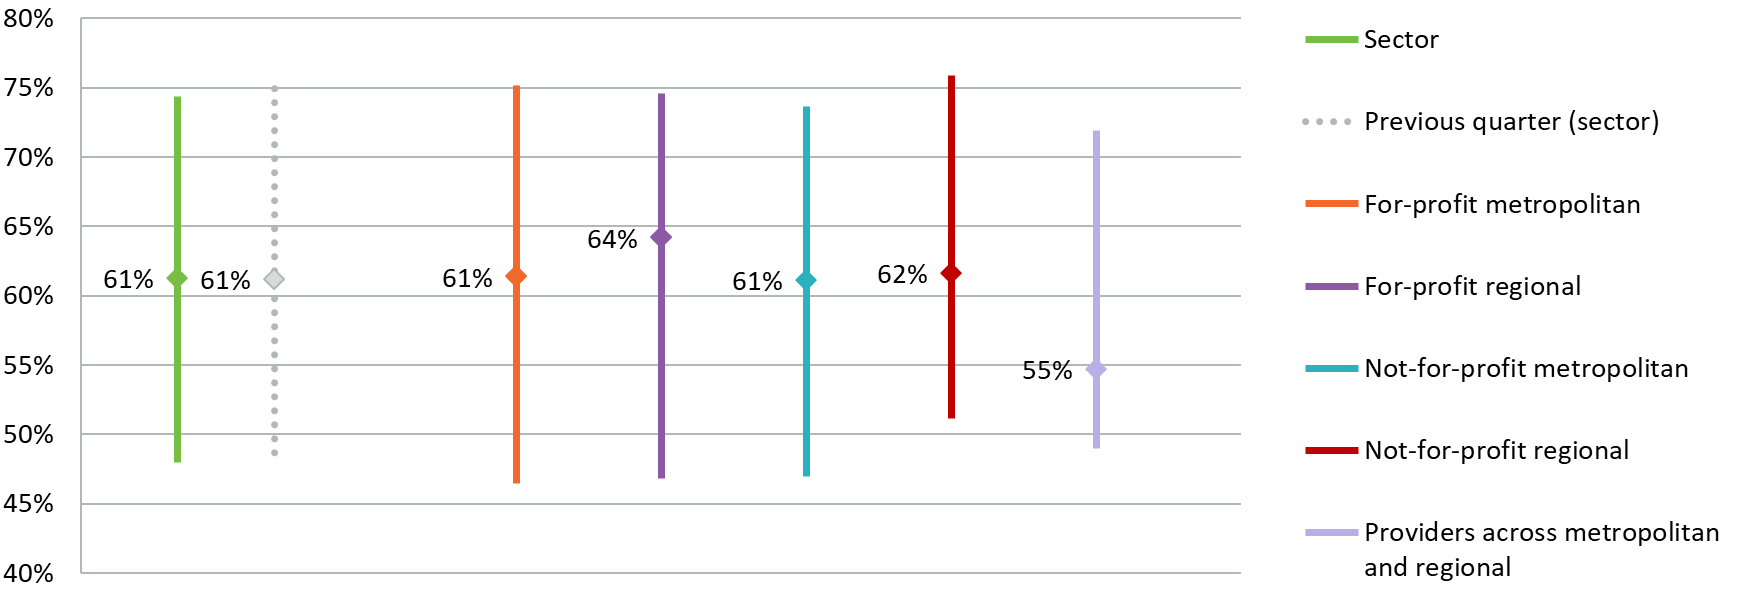 80%
75%
70%
65%
60%
55%
50%
45%
40%
61%
61%
61%
64%
61%
62%
55%
Sector
Previous quarter (sector)
For-profit metropolitan
For-profit regional
Not-for-profit metropolitan
Not-for-profit regional
Providers across metropolitan
and regional